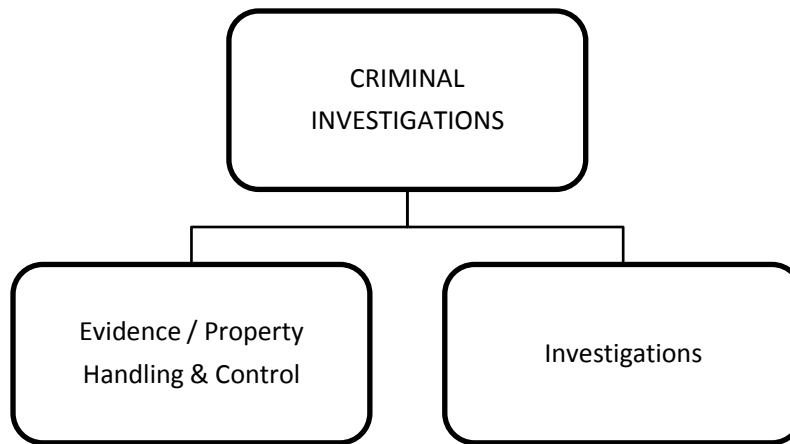 CRIMINAL
INVESTIGATIONS
Evidence / Property
Handling & Control
Investigations